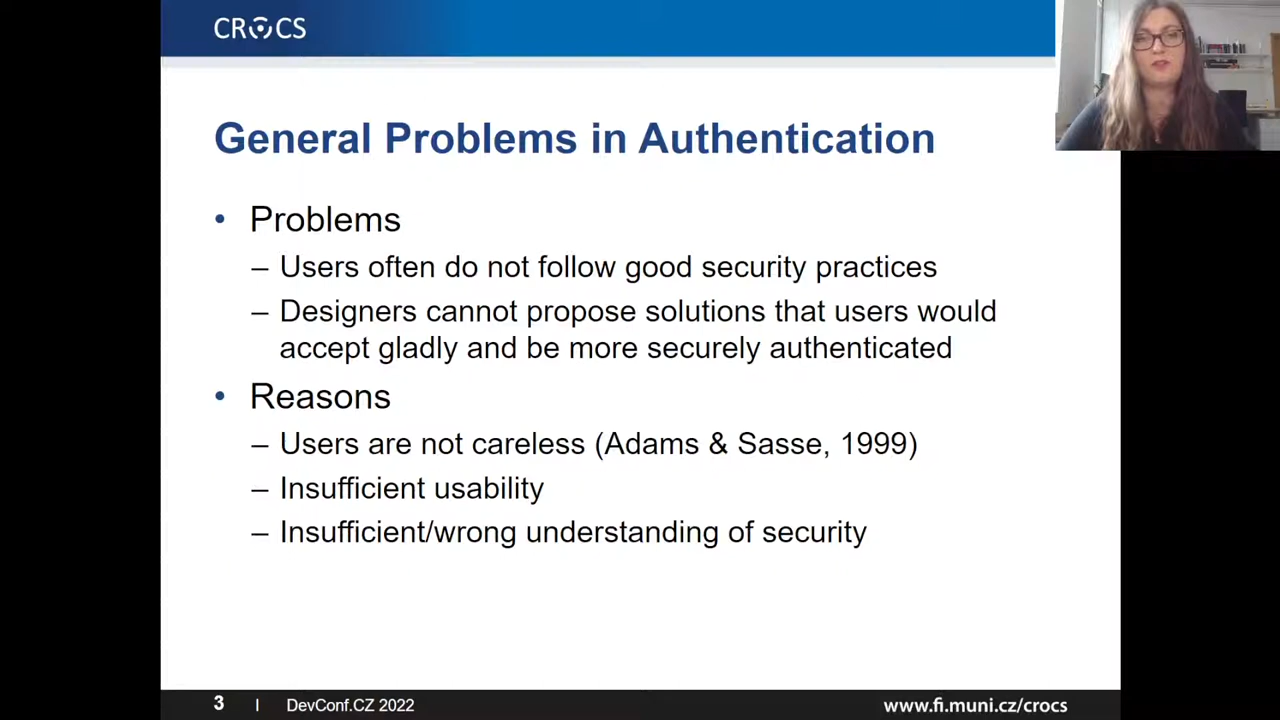 CROCS
General Problems in Authentication
• Problems
– Users often do not follow good security practices
– Designers cannot propose solutions that users would
accept gladly and be more securely authenticated
• Reasons
– Users are not careless (Adams & Sasse, 1999)
– Insufficient usability
– Insufficient/wrong understanding of security
3 | DevConf.CZ 2022 www.fi.muni.cz/crocs